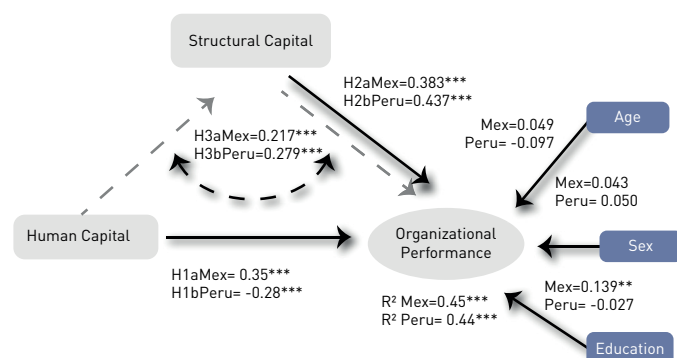 Structural Capital
H2aMex=0.383***
H2bPeru=0.437***
Age
H3aMex=0.217***
H3bPeru=0.279***
Mex=0.049
Peru= -0.097
Mex=0.043
Peru= 0.050
Human Capital
Organizational
Performance
Sex
H1aMex= 0.35***
H1bPeru= -0.28***
Mex=0.139**
Peru= -0.027
R² Mex=0.45***
R² Peru= 0.44***
Education